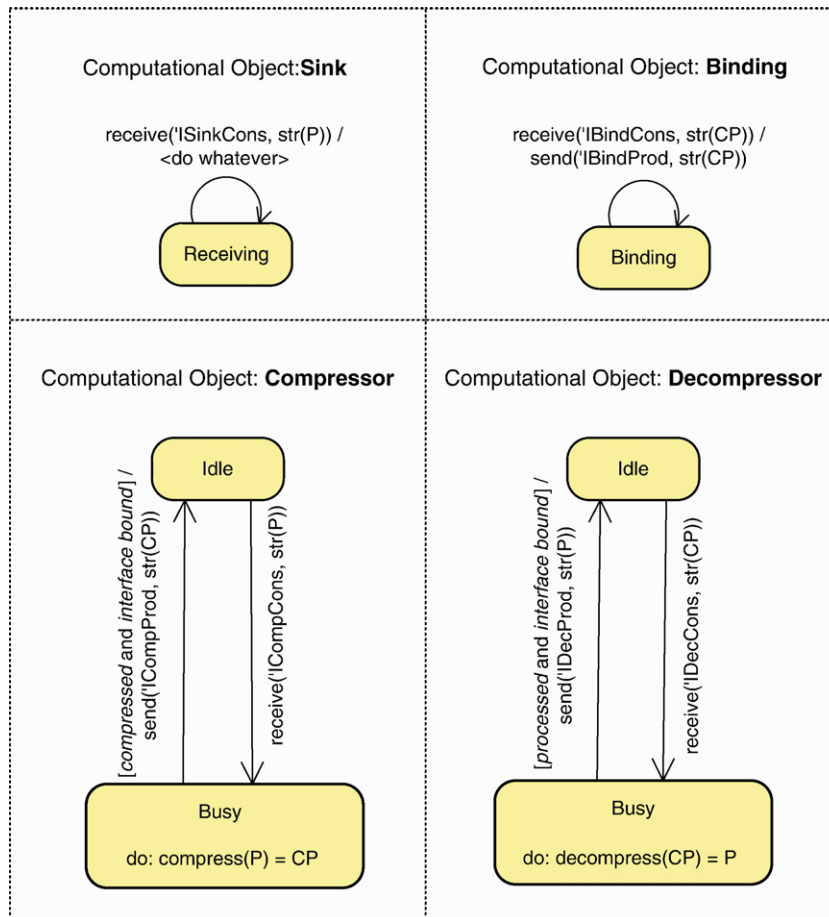 Computational Object:Sink
receive('ISinkCons, str(P)) /
<do whatever>
Receiving
Computational Object: Binding
receive('IBindCons, str(CP)) /
send('IBindProd, str(CP))
Binding
Computational Object: Compressor
Idle
[compressed and interface bound] /
send('ICompProd, str(CP))
receive('ICompCons, str(P))
Busy
do: compress(P) = CP
Computational Object: Decompressor
Idle
[processed and interface bound] /
send('IDecProd, str(P))
receive('IDecCons, str(CP))
Busy
do: decompress(CP) = P